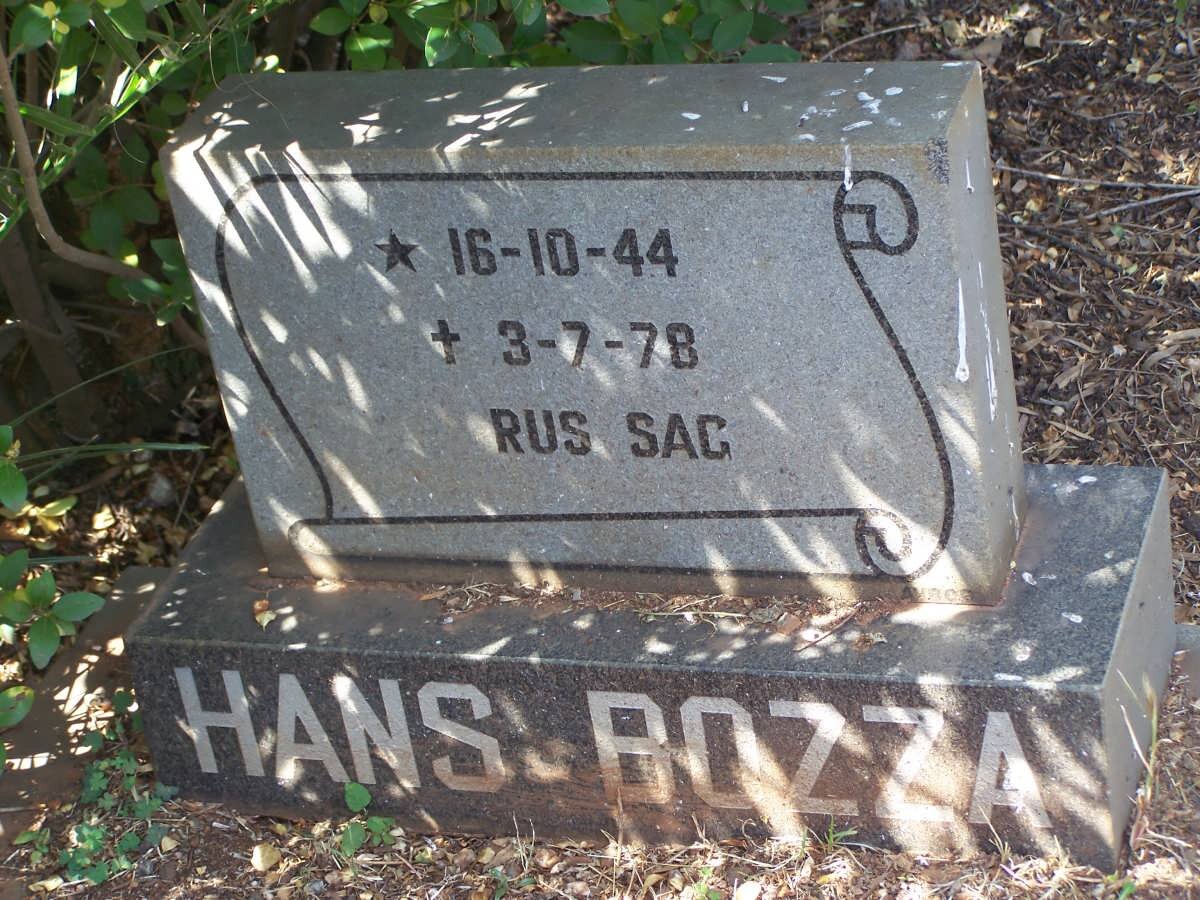 ★ 16-10-44
✝ 3-7-78
RUS SAG
HANS BOZZA